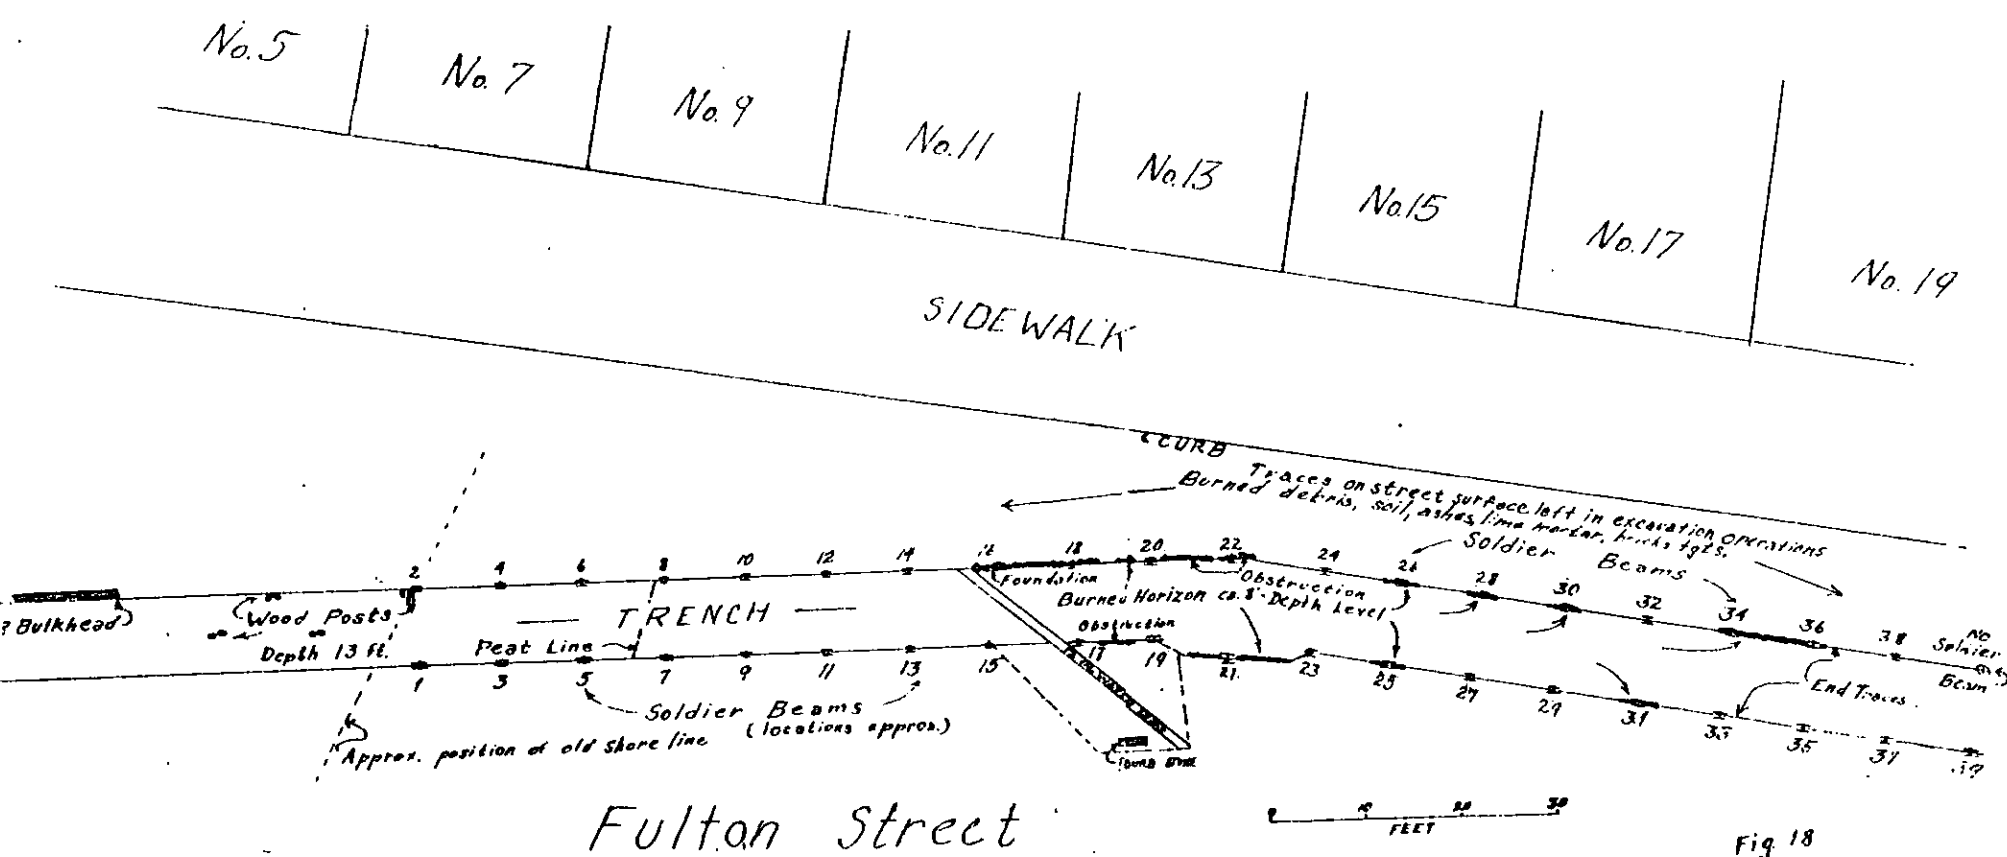 No. 5
No. 7
No. 9
No. 11
No. 13
No. 15
No. 17
No. 19
SIDEWALK
CURB
Traces on street surface left in excavation operations
Burned debris, soil, ashes, lime mortar, bricks fgts.
Soldier Beams
2 4 6 8 10 12 14 16 18 20 22 24 26 28 30 32 34 36 38
No Soldier Beam
Foundation
Obstruction
Burned Horizon ca. 8'- Depth Level
Obstruction
? Bulkhead
Wood Posts
Depth 13 ft.
TRENCH
Peat Line
1 3 5 7 9 11 13 15 17 19 21 23 25 27 29 31 33 35 37 39
End Traces
Soldier Beams
(locations approx.)
Approx. position of old shore line
Fulton Street
0 10 20 30
FEET
Fig 18